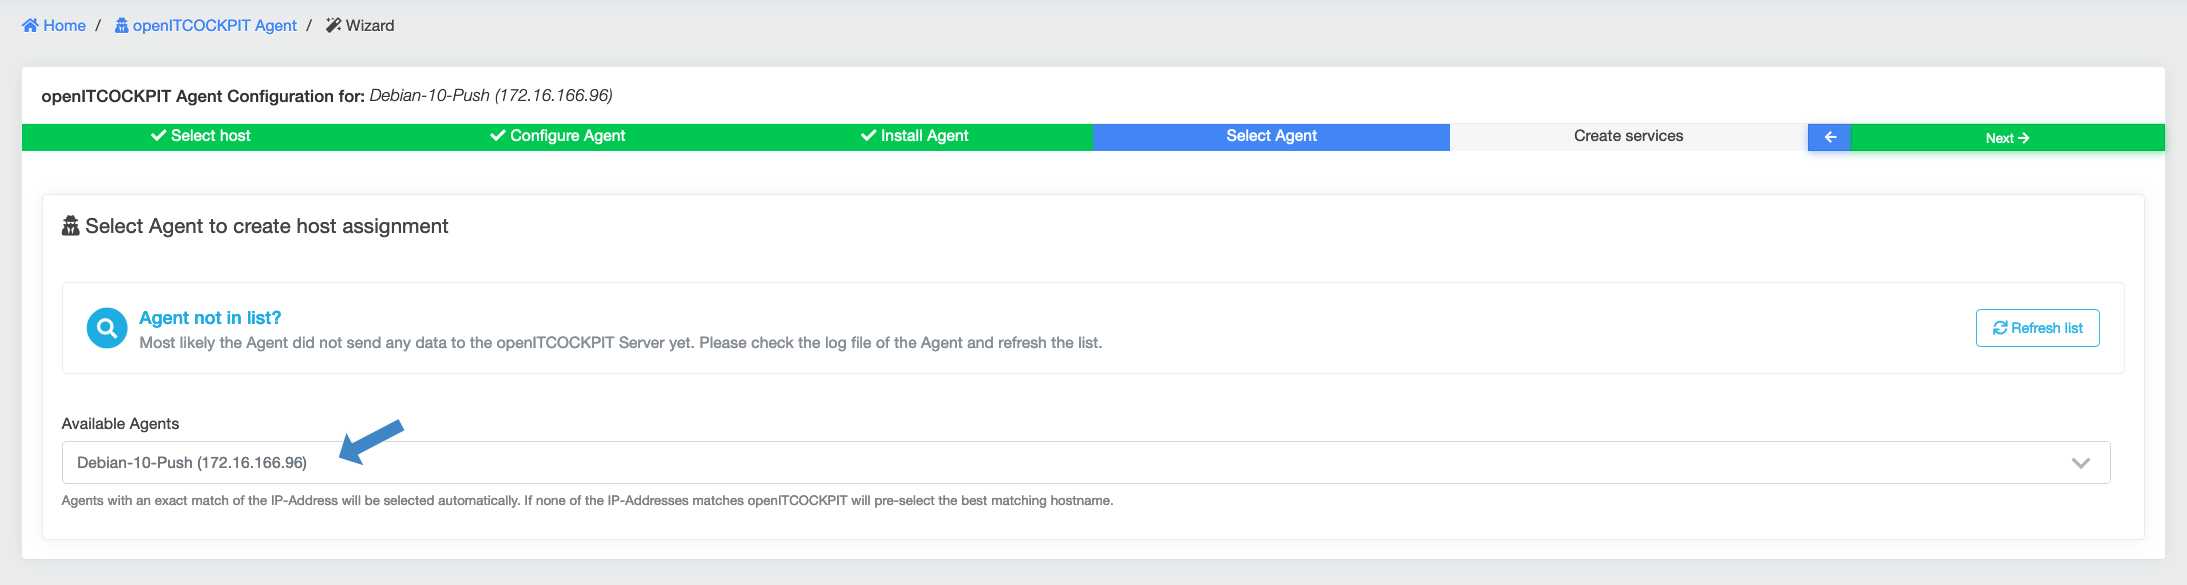 Home / openITCOCKPIT Agent / Wizard
openITCOCKPIT Agent Configuration for: Debian-10-Push (172.16.166.96)
Select host Configure Agent Install Agent Select Agent Create services Next
Select Agent to create host assignment
Agent not in list?
Most likely the Agent did not send any data to the openITCOCKPIT Server yet. Please check the log file of the Agent and refresh the list.
Refresh list
Available Agents
Debian-10-Push (172.16.166.96)
Agents with an exact match of the IP-Address will be selected automatically. If none of the IP-Addresses matches openITCOCKPIT will pre-select the best matching hostname.